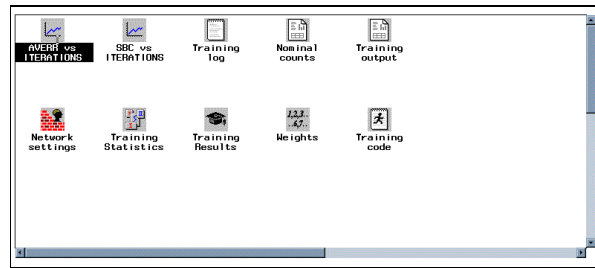 AVERR vs ITERATIONS
SBC vs ITERATIONS
Training log
Nominal counts
Training output
Network settings
Training Statistics
Training Results
1,2,3..
..6,7..
Weights
Training code